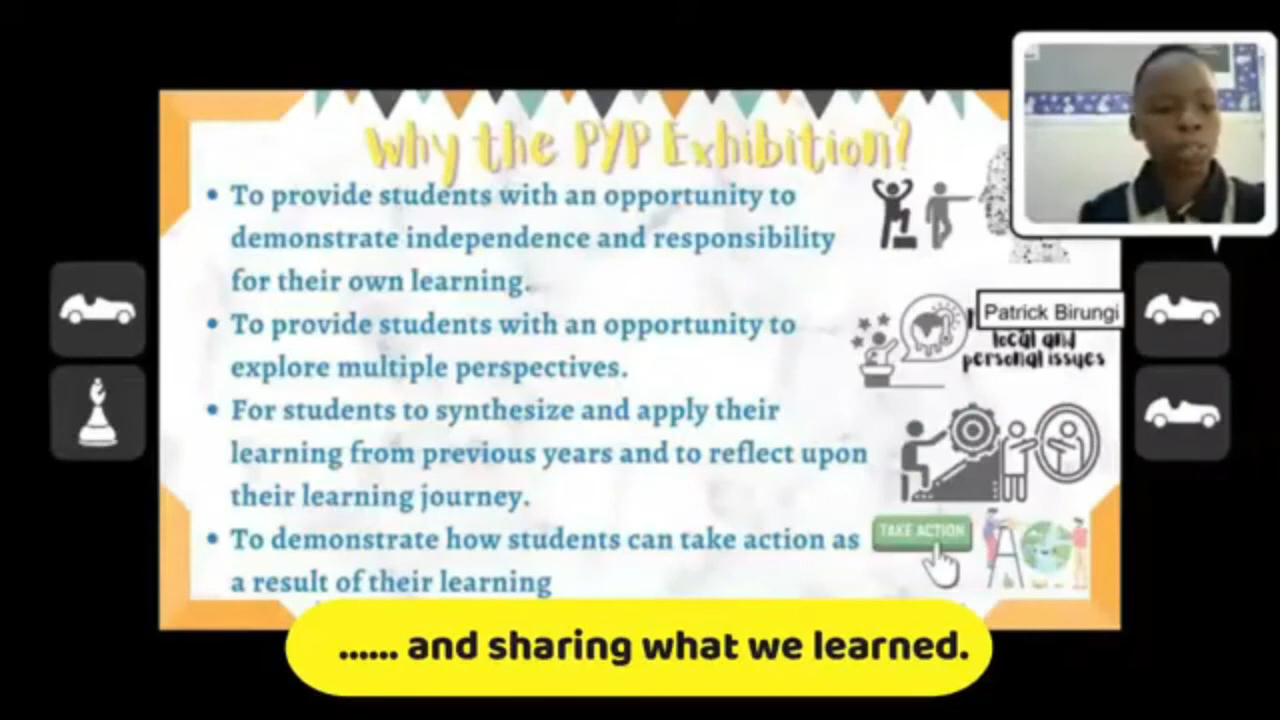 Why the PYP Exhibition?
• To provide students with an opportunity to
demonstrate independence and responsibility
for their own learning.
• To provide students with an opportunity to
explore multiple perspectives.
• For students to synthesize and apply their
learning from previous years and to reflect upon
their learning journey.
• To demonstrate how students can take action as
a result of their learning
Patrick Birungi
local and
personal issues
TAKE ACTION
...... and sharing what we learned.